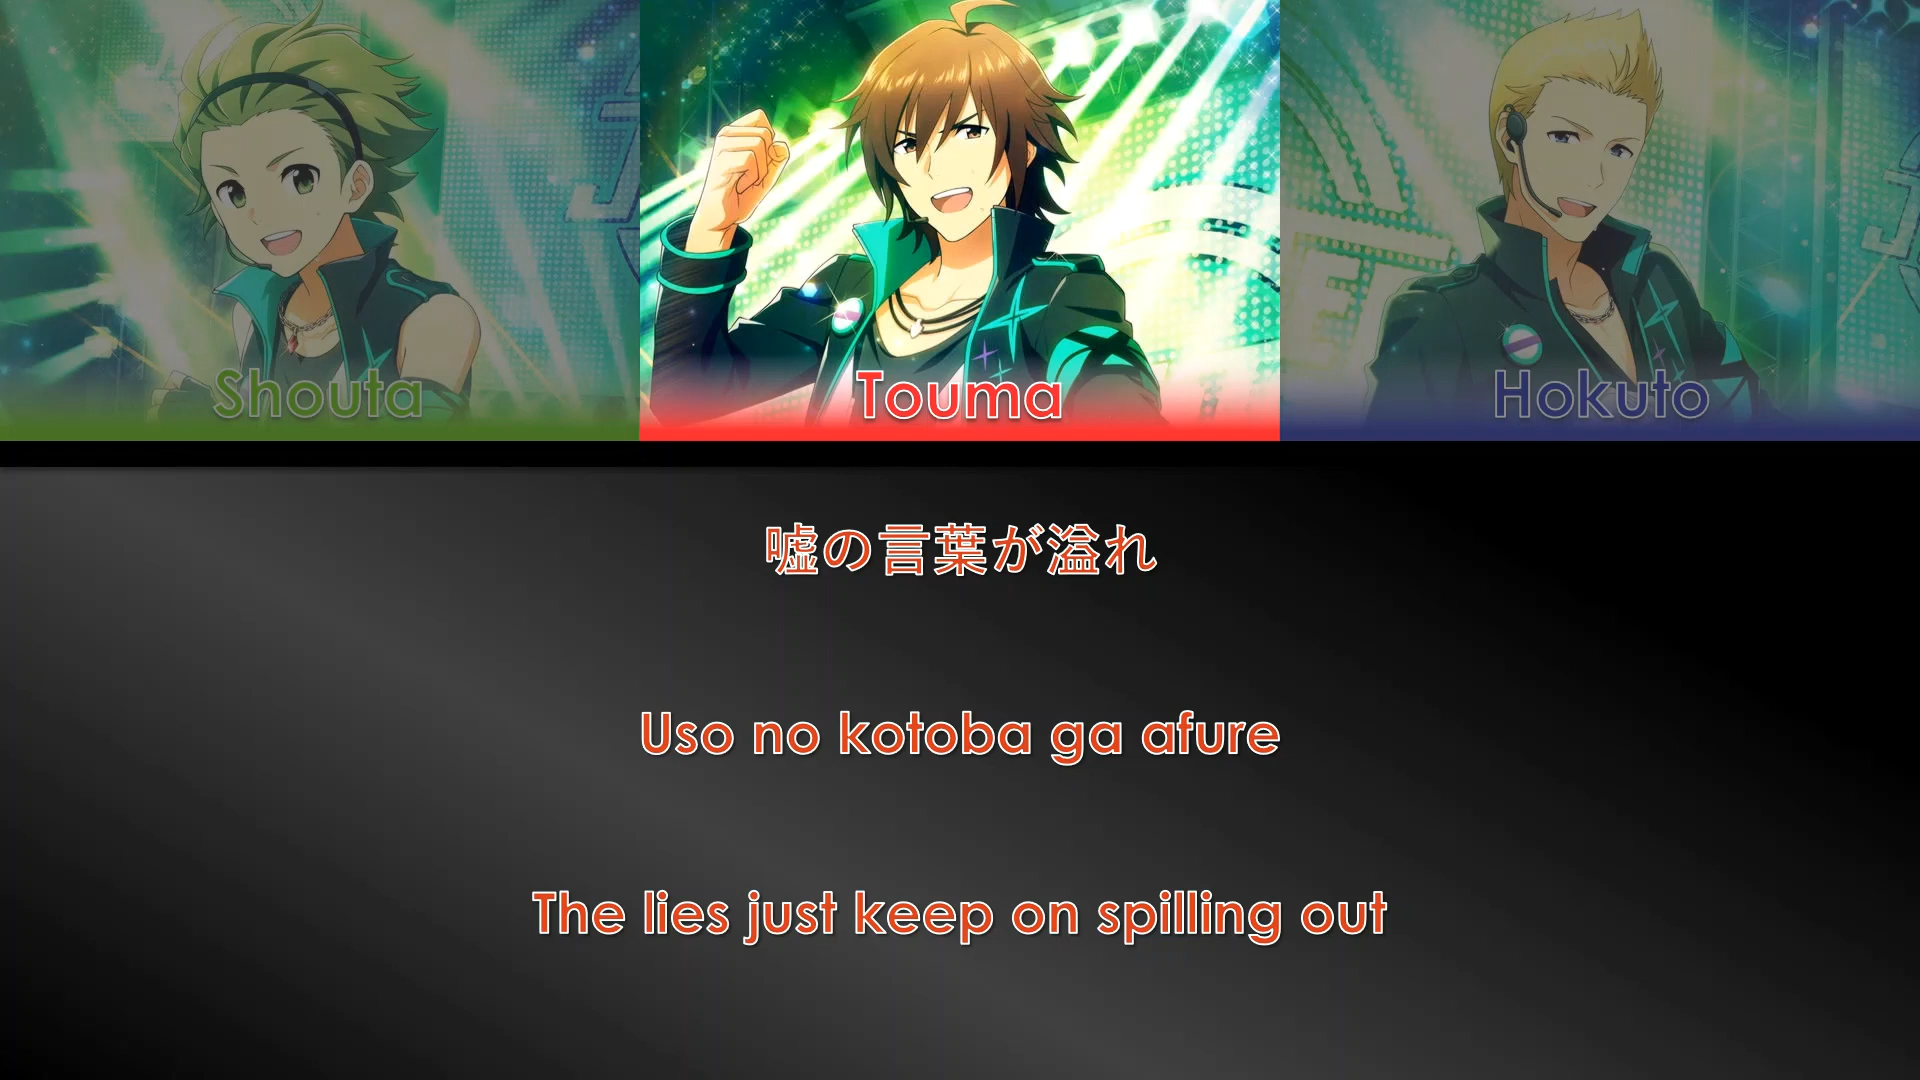 Shouta
Touma
Hokuto
嘘の言葉が溢れ
Uso no kotoba ga afure
The lies just keep on spilling out